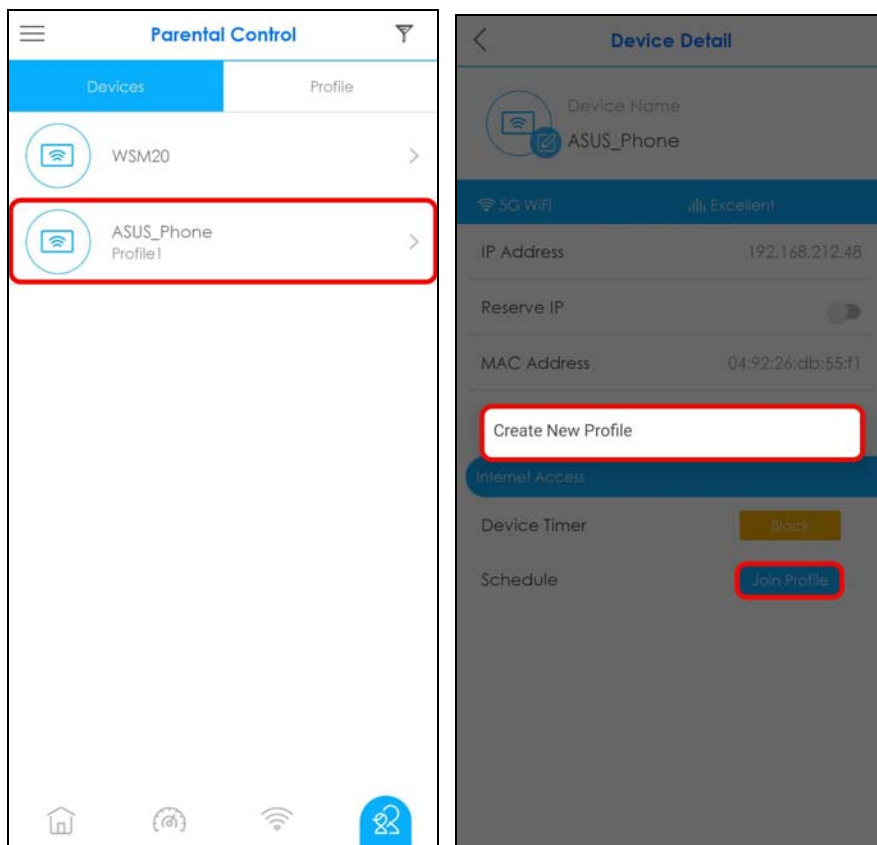 Parental Control
Devices
Profile
WSM20
ASUS_Phone
Profile1
Device Detail
Device Name
ASUS_Phone
5G WiFi
Excellent
IP Address
192.168.212.48
Reserve IP
MAC Address
04:92:26:db:55:f1
Create New Profile
Internet Access
Device Timer
Block
Schedule
Join Profile